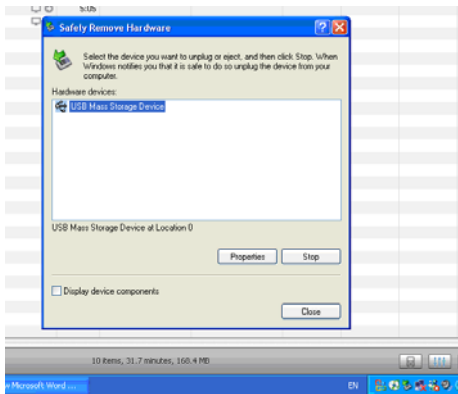 5:05
Safely Remove Hardware
Select the device you want to unplug or eject, and then click Stop. When
Windows notifies you that it is safe to do so unplug the device from your
computer.
Hardware devices:
USB Mass Storage Device
USB Mass Storage Device at Location 0
Properties
Stop
Display device components
Close
10 items, 31.7 minutes, 168.4 MB
w Microsoft Word ...
EN